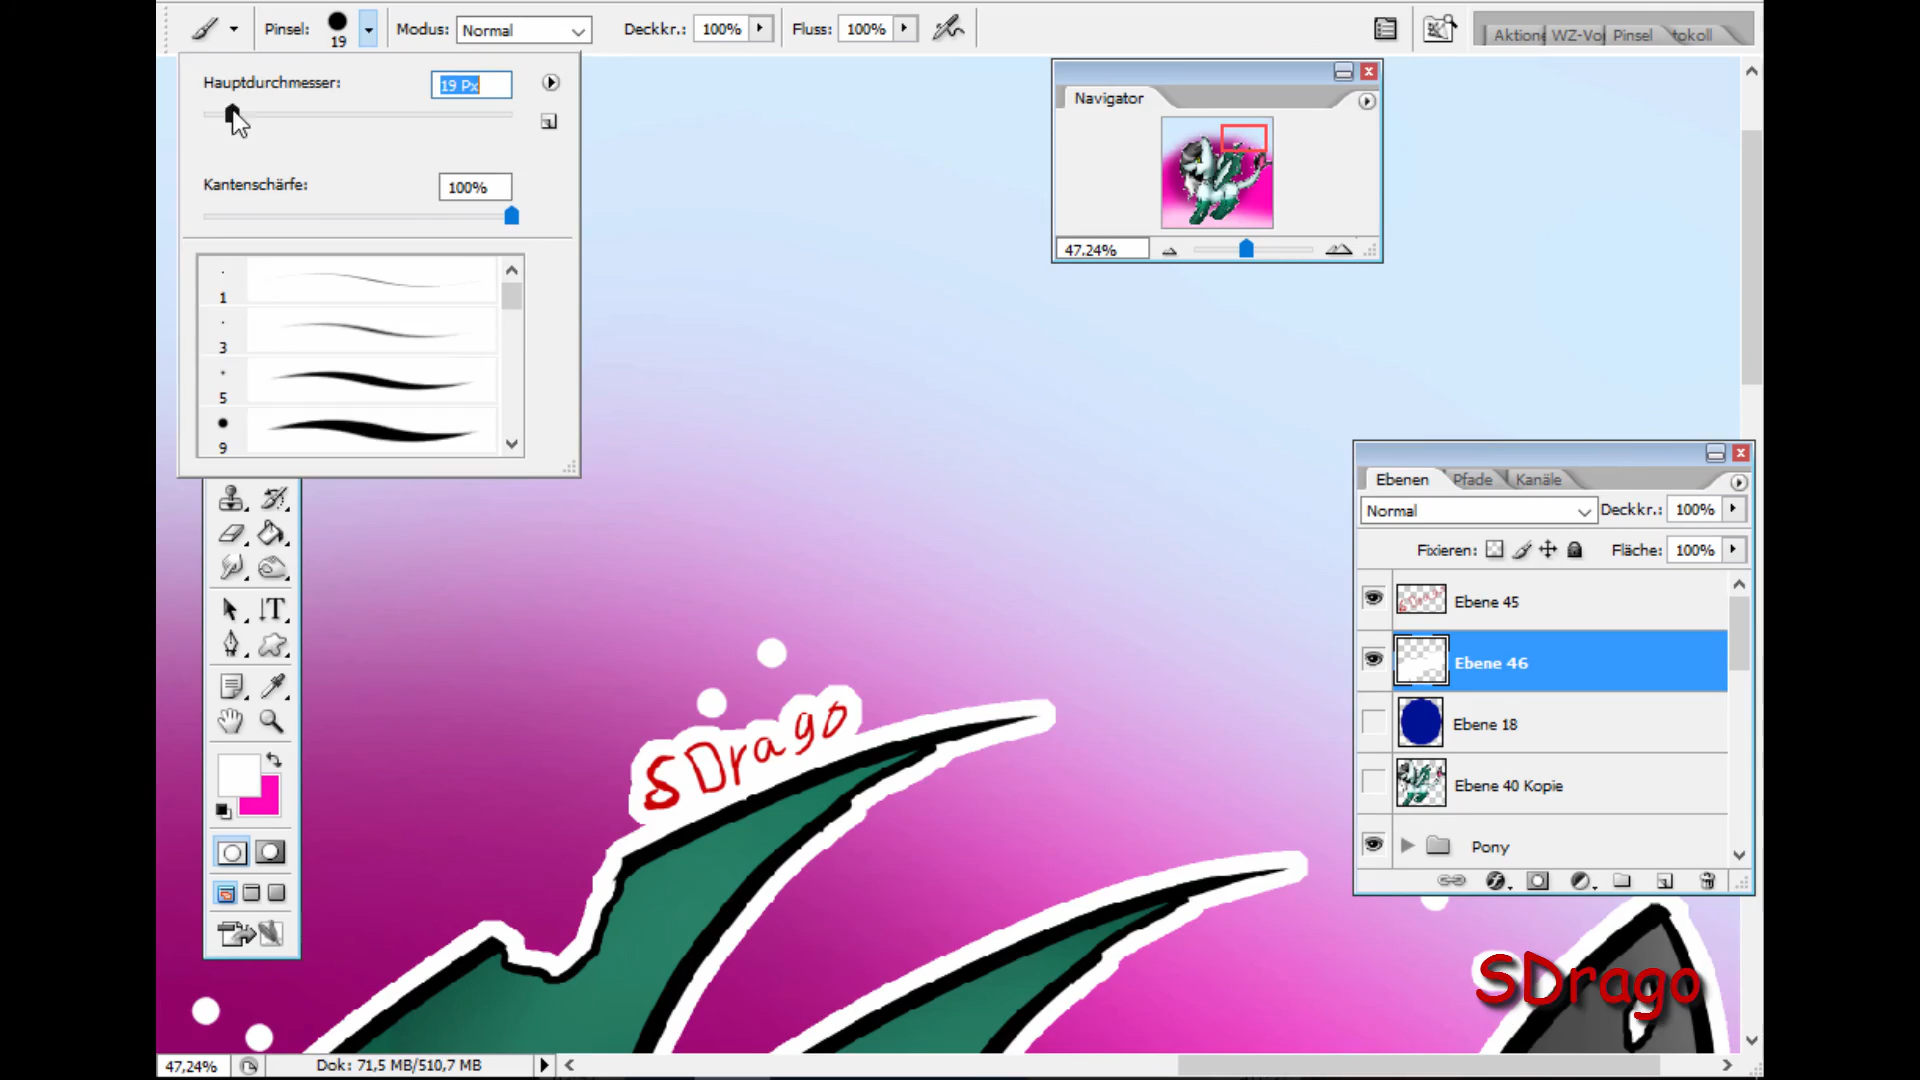 Pinsel: 19 Modus: Normal Deckkr.: 100% Fluss: 100%
Aktione WZ-Vo Pinsel tokoll
Hauptdurchmesser: 19 Px
Kantenschärfe: 100%
1
3
5
9
Navigator
47,24%
Ebenen Pfade Kanäle
Normal Deckkr.: 100%
Fixieren: Fläche: 100%
Ebene 45
Ebene 46
Ebene 18
Ebene 40 Kopie
Pony
SDrago
SDrago
47,24% Dok: 71,5 MB/510,7 MB